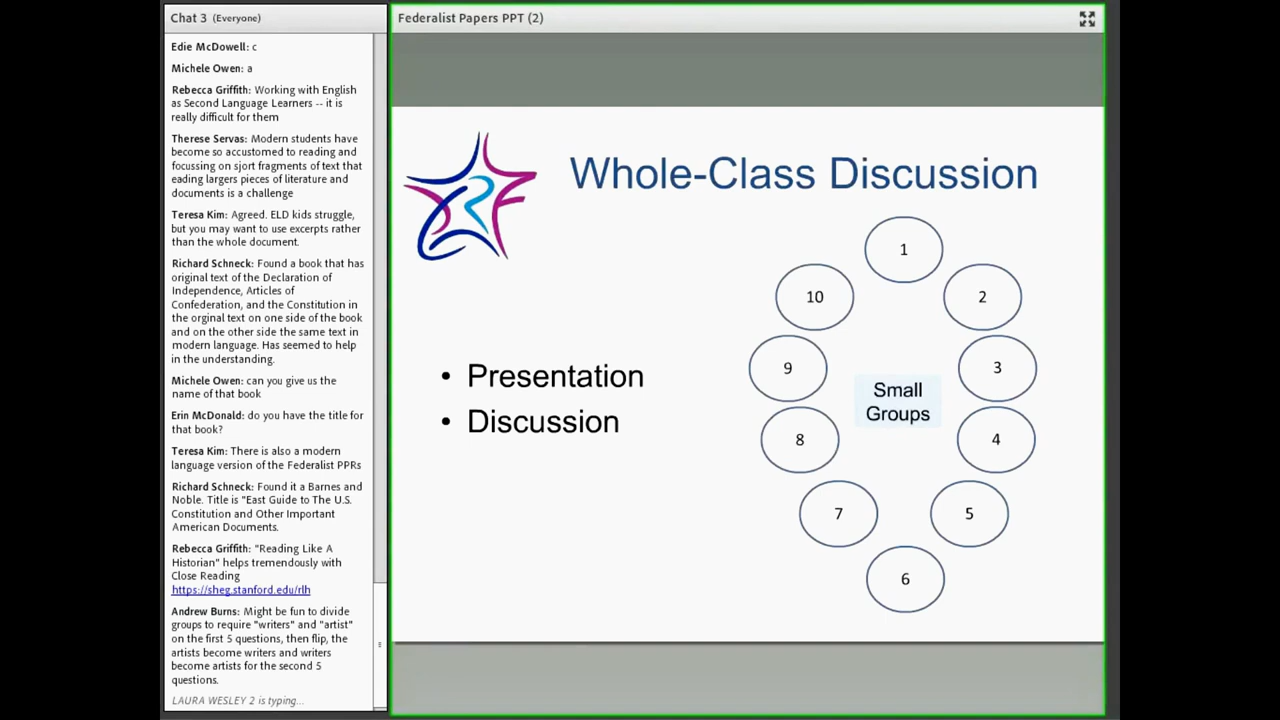 Chat 3 (Everyone)
Edie McDowell: c
Michele Owen: a
Rebecca Griffith: Working with English
as Second Language Learners -- it is
really difficult for them
Therese Servas: Modern students have
become so accustomed to reading and
focussing on sjort fragments of text that
eading largers pieces of literature and
documents is a challenge
Teresa Kim: Agreed. ELD kids struggle,
but you may want to use excerpts rather
than the whole document.
Richard Schneck: Found a book that has
original text of the Declaration of
Independence, Articles of
Confederation, and the Constitution in
the orginal text on one side of the book
and on the other side the same text in
modern language. Has seemed to help
in the understanding.
Michele Owen: can you give us the
name of that book
Erin McDonald: do you have the title for
that book?
Teresa Kim: There is also a modern
language version of the Federalist PPRs
Richard Schneck: Found it a Barnes and
Noble. Title is "East Guide to The U.S.
Constitution and Other Important
American Documents.
Rebecca Griffith: "Reading Like A
Historian" helps tremendously with
Close Reading
https://sheg.stanford.edu/rlh
Andrew Burns: Might be fun to divide
groups to require "writers" and "artist"
on the first 5 questions, then flip, the
artists become writers and writers
become artists for the second 5
questions.
LAURA WESLEY 2 is typing...
Federalist Papers PPT (2)
CRF
Whole-Class Discussion
• Presentation
• Discussion
1
2
3
4
5
6
7
8
9
10
Small
Groups